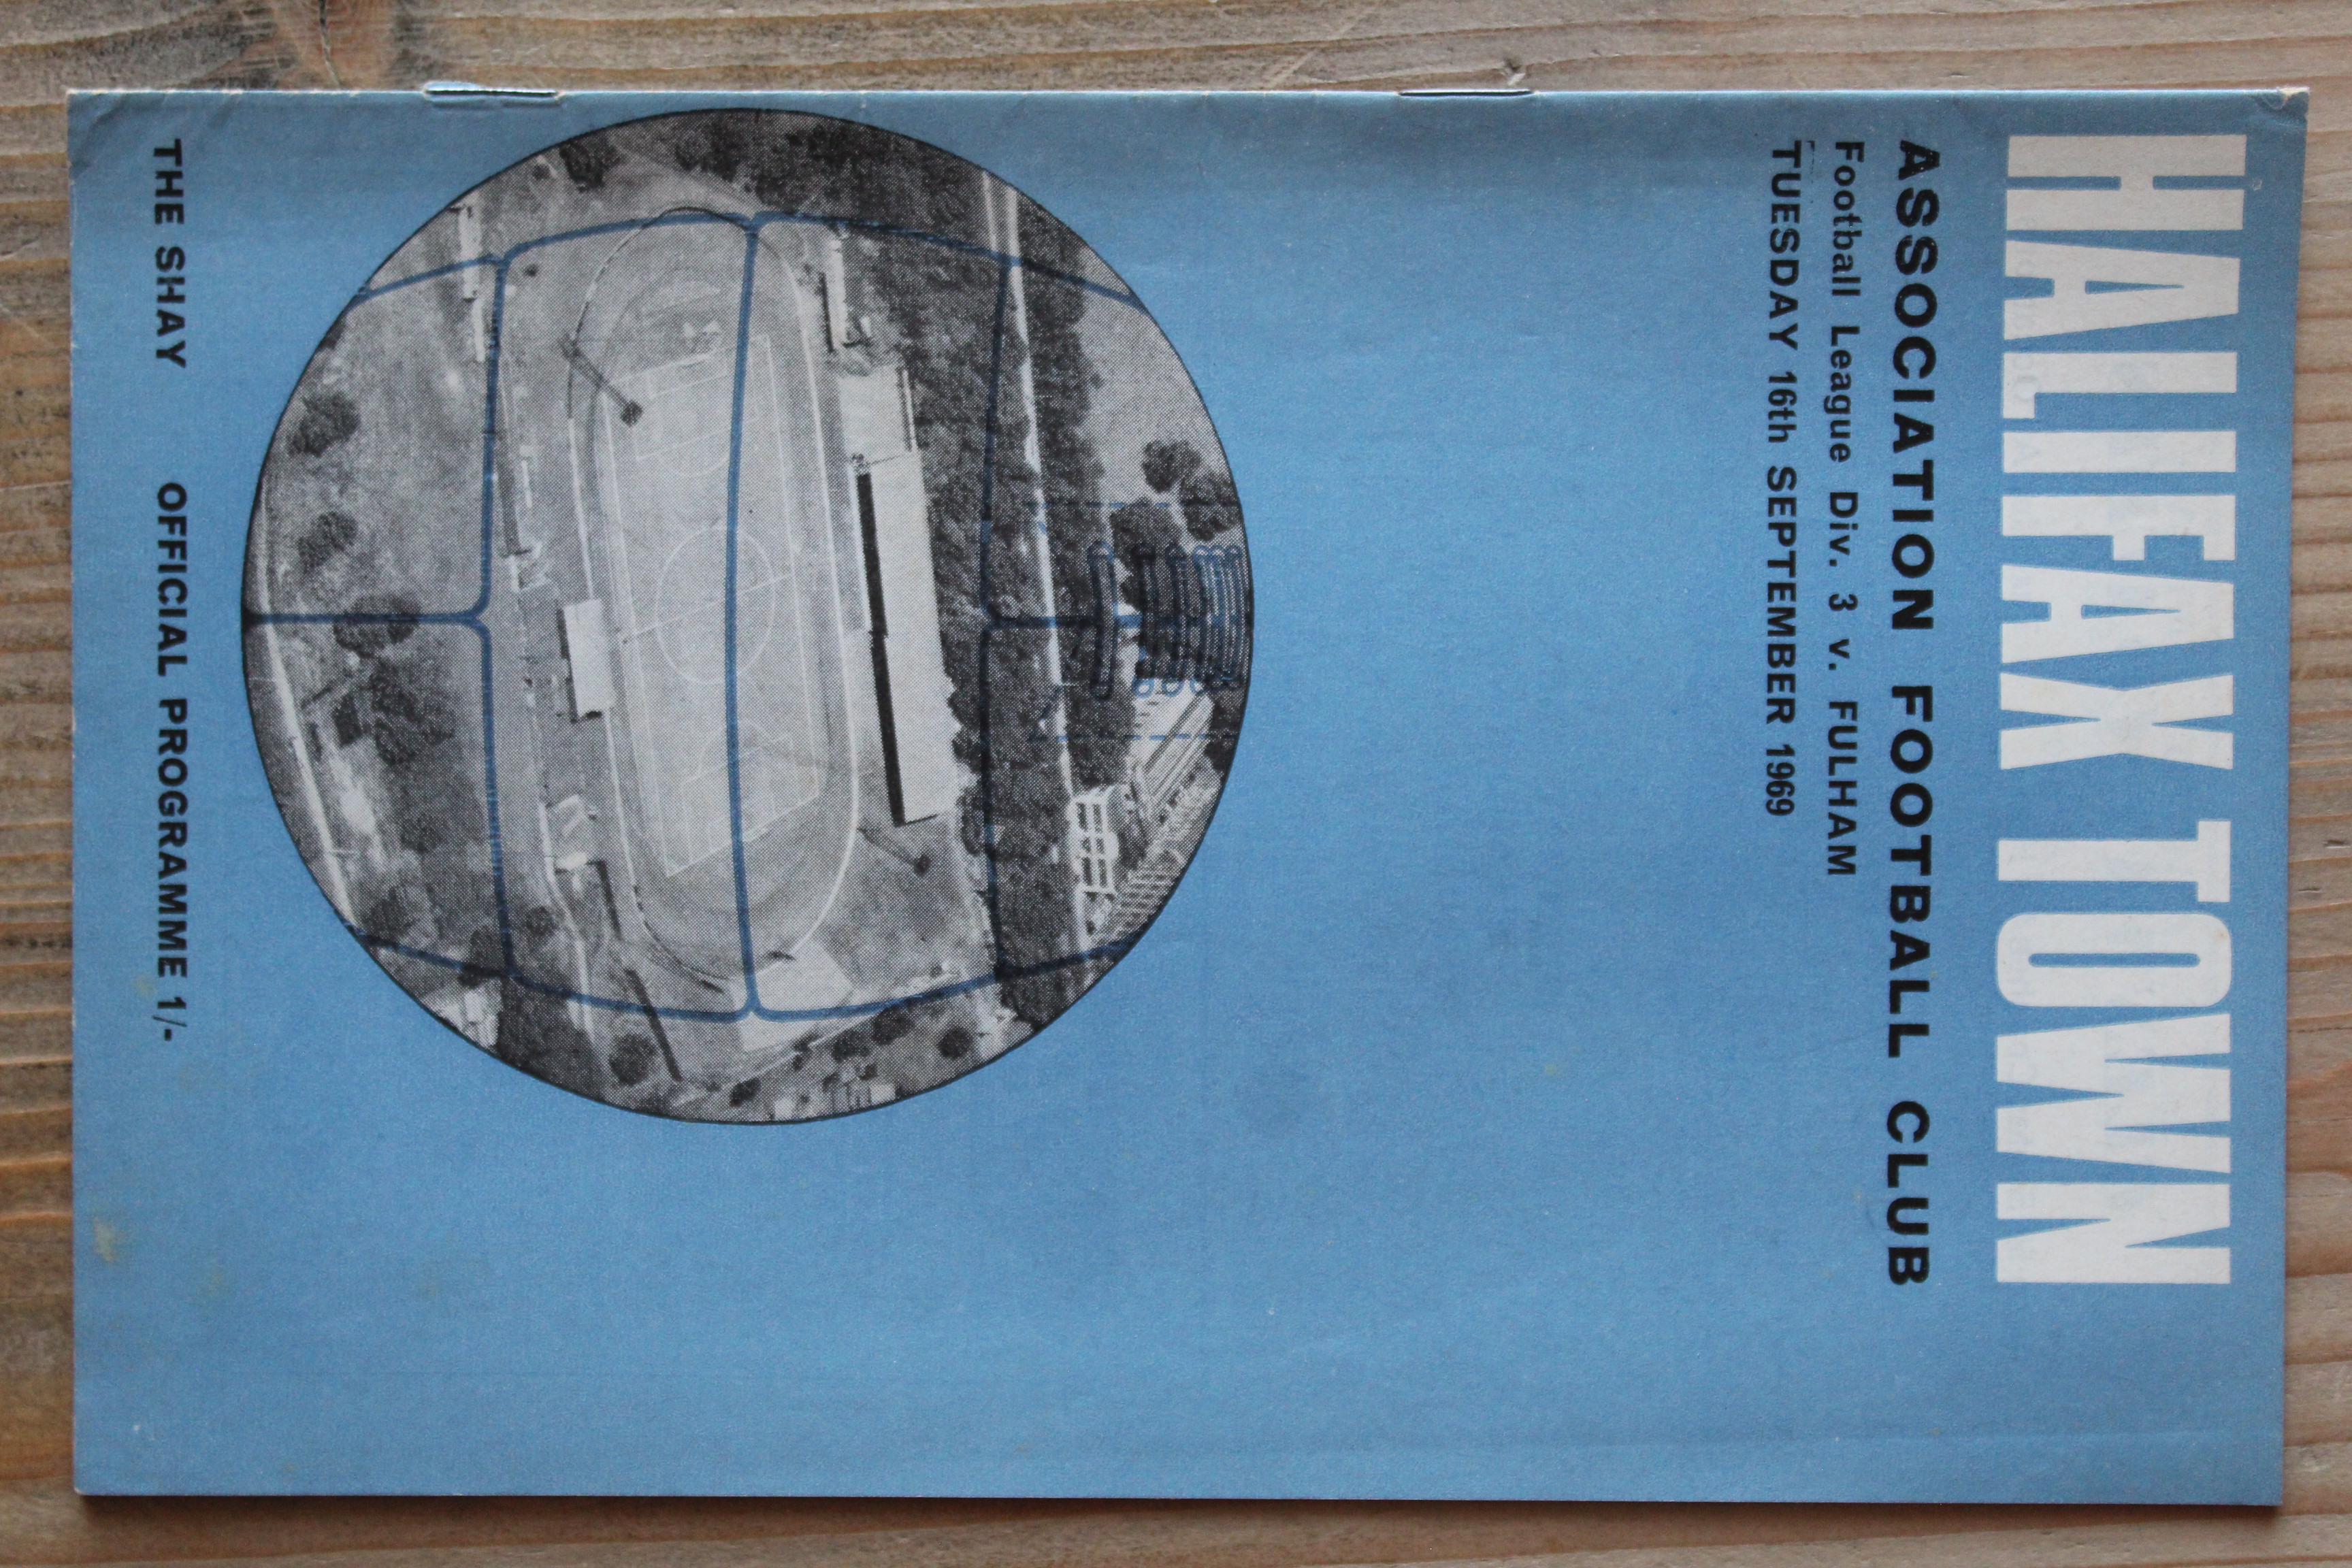 HALIFAX TOWN
ASSOCIATION FOOTBALL CLUB
Football League Div. 3 v. FULHAM
TUESDAY 16th SEPTEMBER 1969
THE SHAY OFFICIAL PROGRAMME 1/-